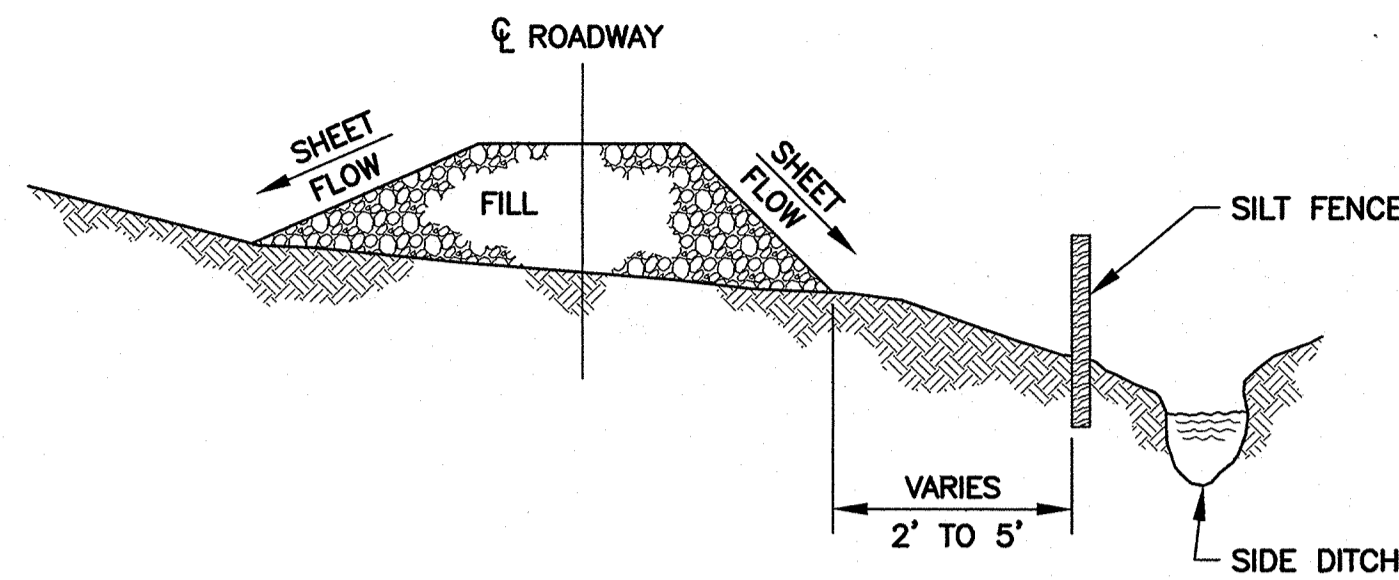 ℄ ROADWAY
SHEET
FLOW
SHEET
FLOW
FILL
SILT FENCE
VARIES
2' TO 5'
SIDE DITCH